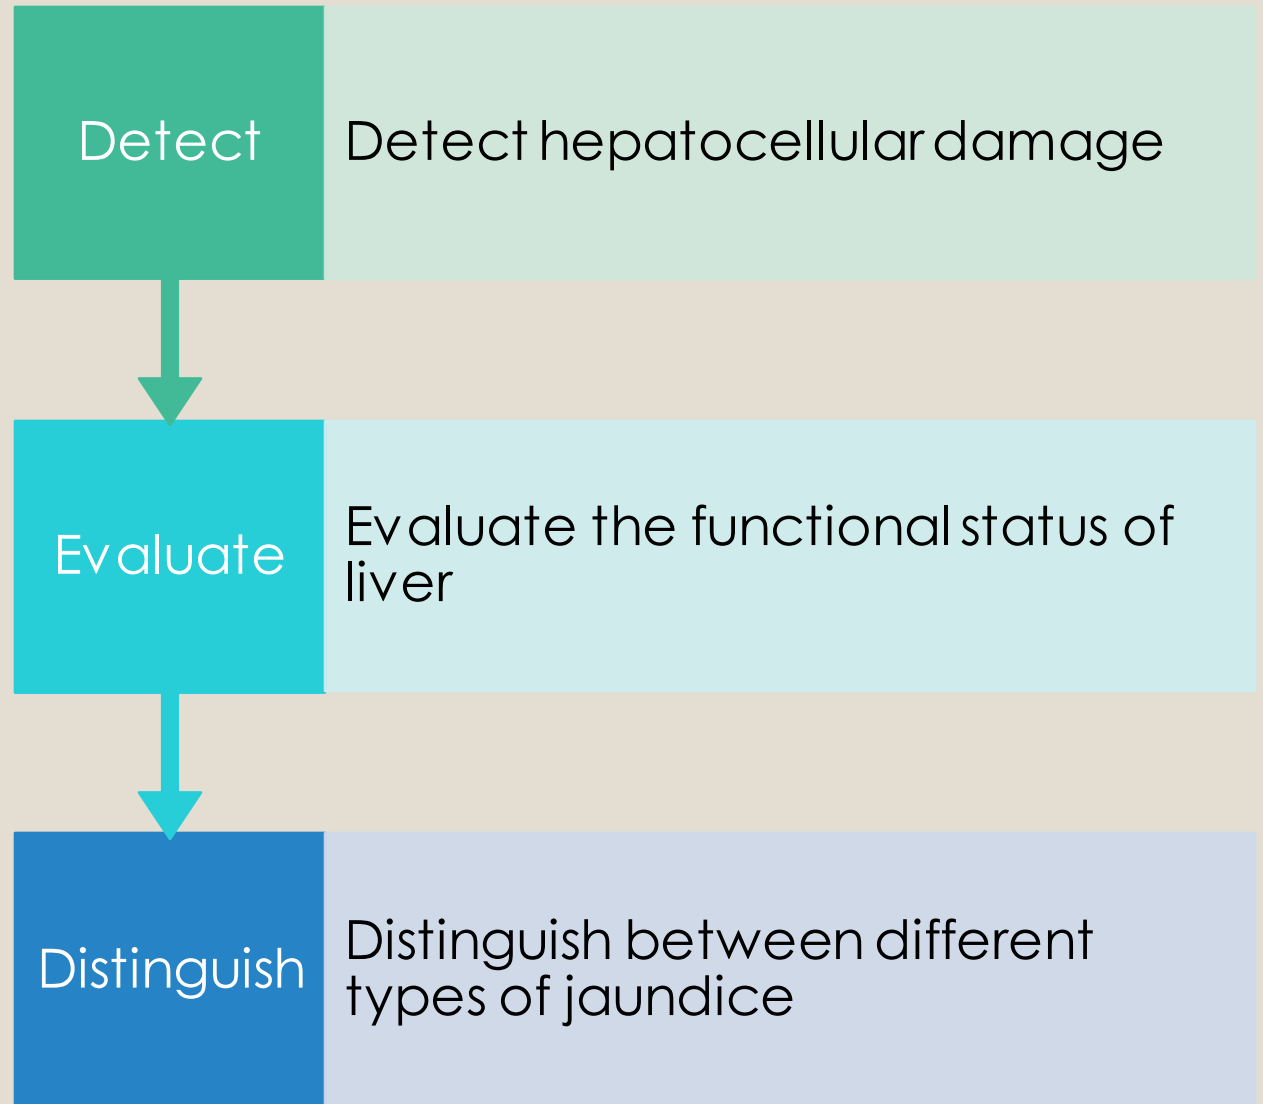 Detect
Detect hepatocellular damage
Evaluate
Evaluate the functional status of
liver
Distinguish
Distinguish between different
types of jaundice